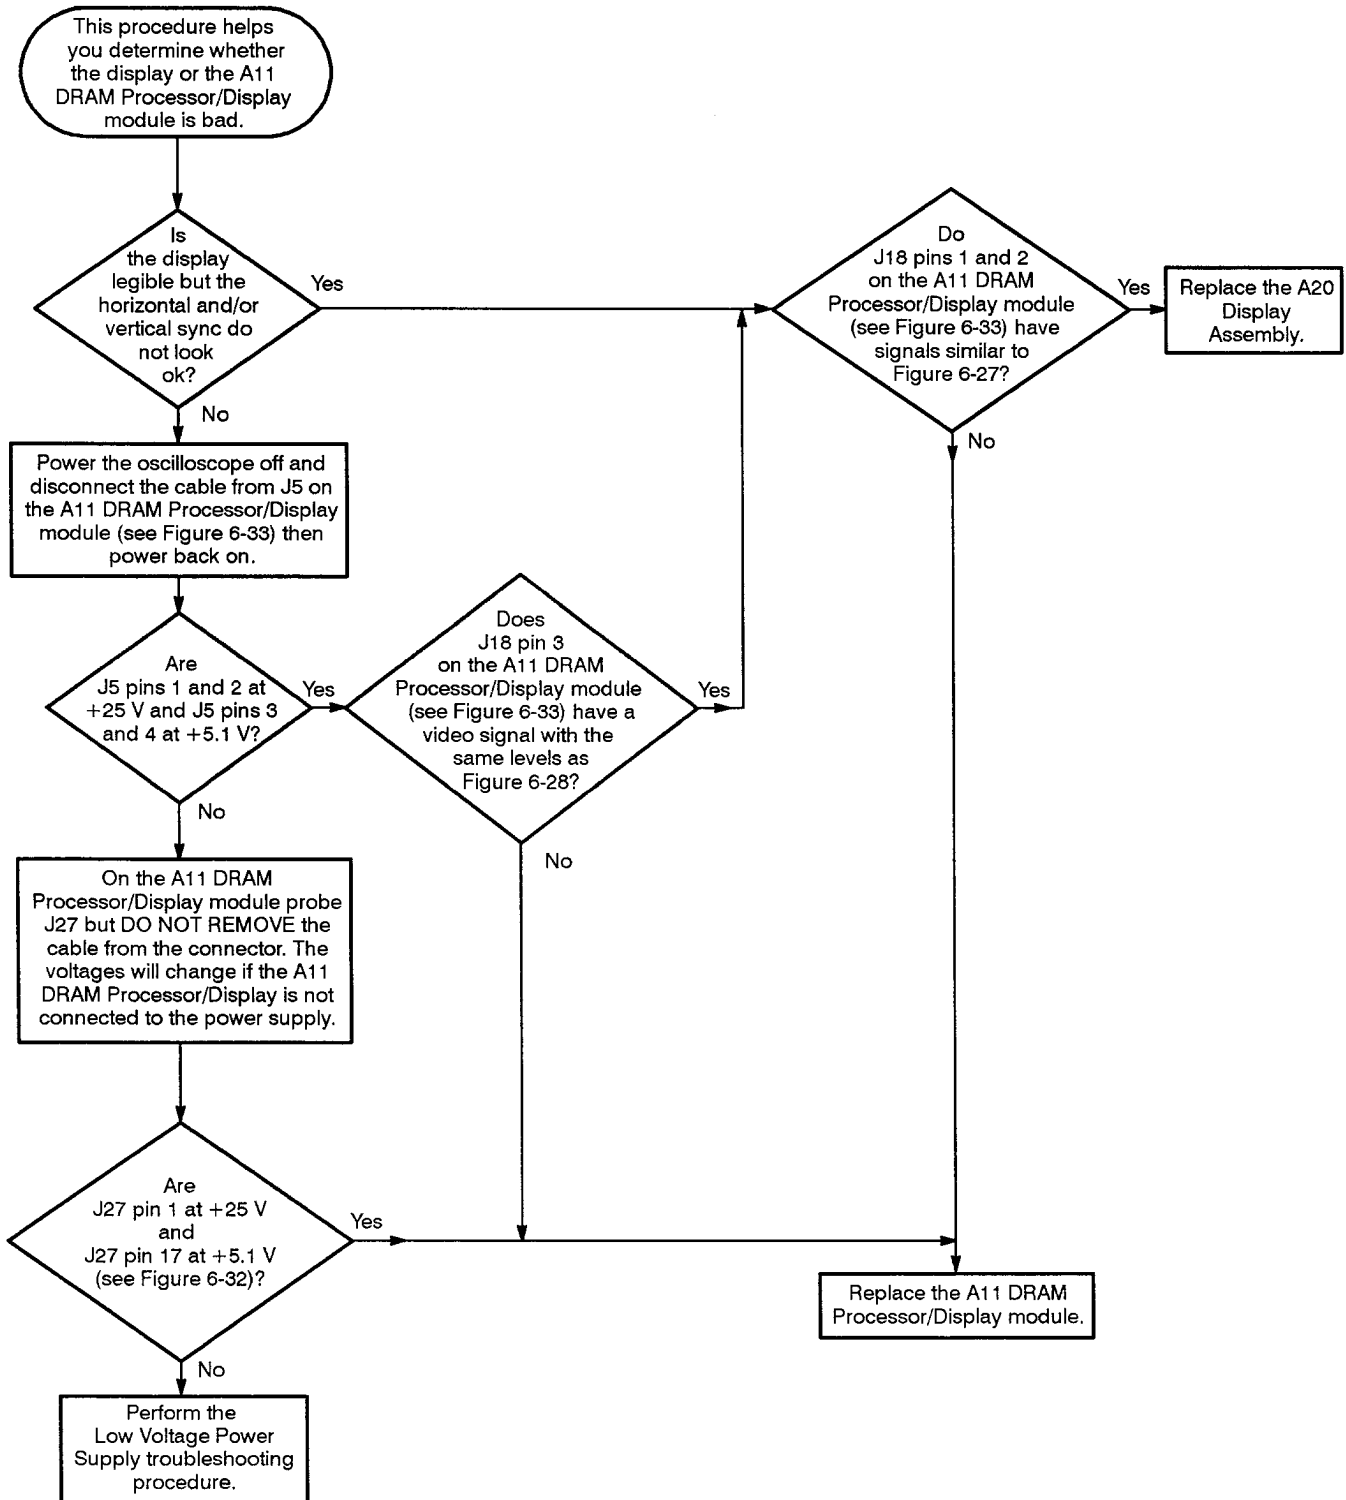 This procedure helps
you determine whether
the display or the A11
DRAM Processor/Display
module is bad.
Is
the display
legible but the
horizontal and/or
vertical sync do
not look
ok?
Yes
No
Do
J18 pins 1 and 2
on the A11 DRAM
Processor/Display module
(see Figure 6-33) have
signals similar to
Figure 6-27?
Yes
No
Replace the A20
Display
Assembly.
Power the oscilloscope off and
disconnect the cable from J5 on
the A11 DRAM Processor/Display
module (see Figure 6-33) then
power back on.
Are
J5 pins 1 and 2 at
+25 V and J5 pins 3
and 4 at +5.1 V?
Yes
No
Does
J18 pin 3
on the A11 DRAM
Processor/Display module
(see Figure 6-33) have a
video signal with the
same levels as
Figure 6-28?
Yes
No
On the A11 DRAM
Processor/Display module probe
J27 but DO NOT REMOVE the
cable from the connector. The
voltages will change if the A11
DRAM Processor/Display is not
connected to the power supply.
Are
J27 pin 1 at +25 V
and
J27 pin 17 at +5.1 V
(see Figure 6-32)?
Yes
No
Replace the A11 DRAM
Processor/Display module.
Perform the
Low Voltage Power
Supply troubleshooting
procedure.